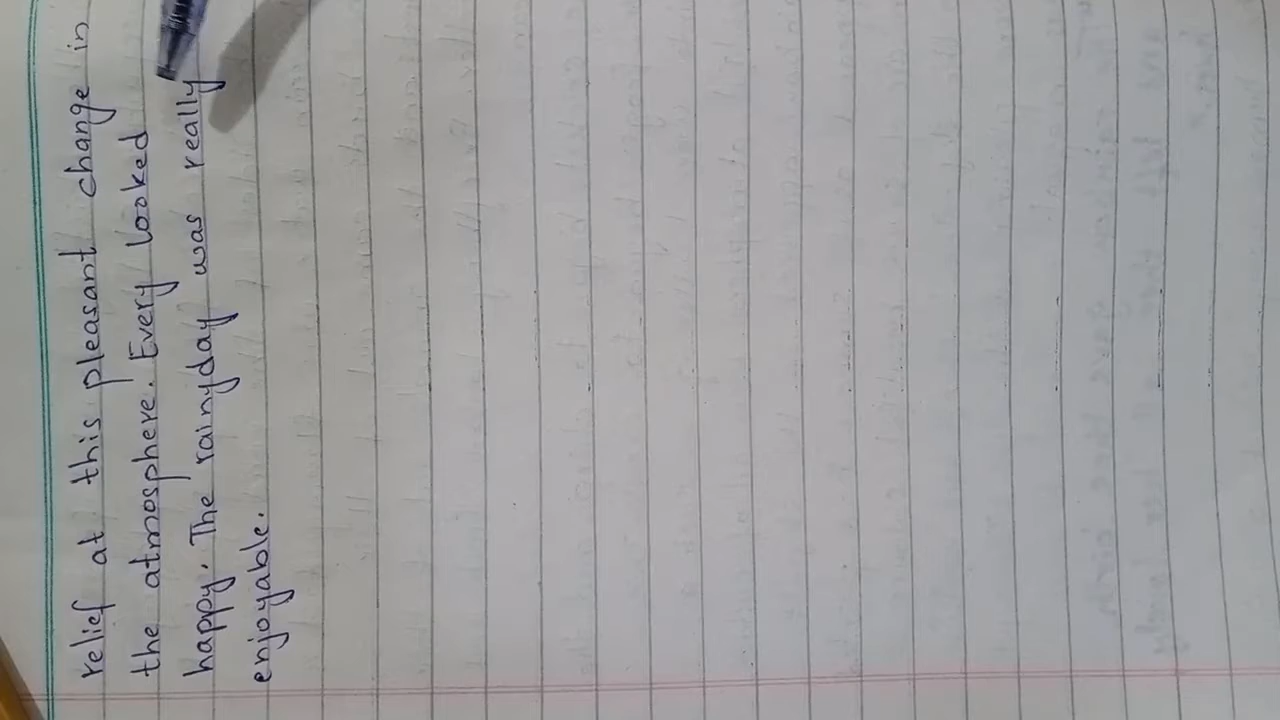 relief at this pleasant change in
the atmosphere. Every looked
happy. The rainyday was really
enjoyable.